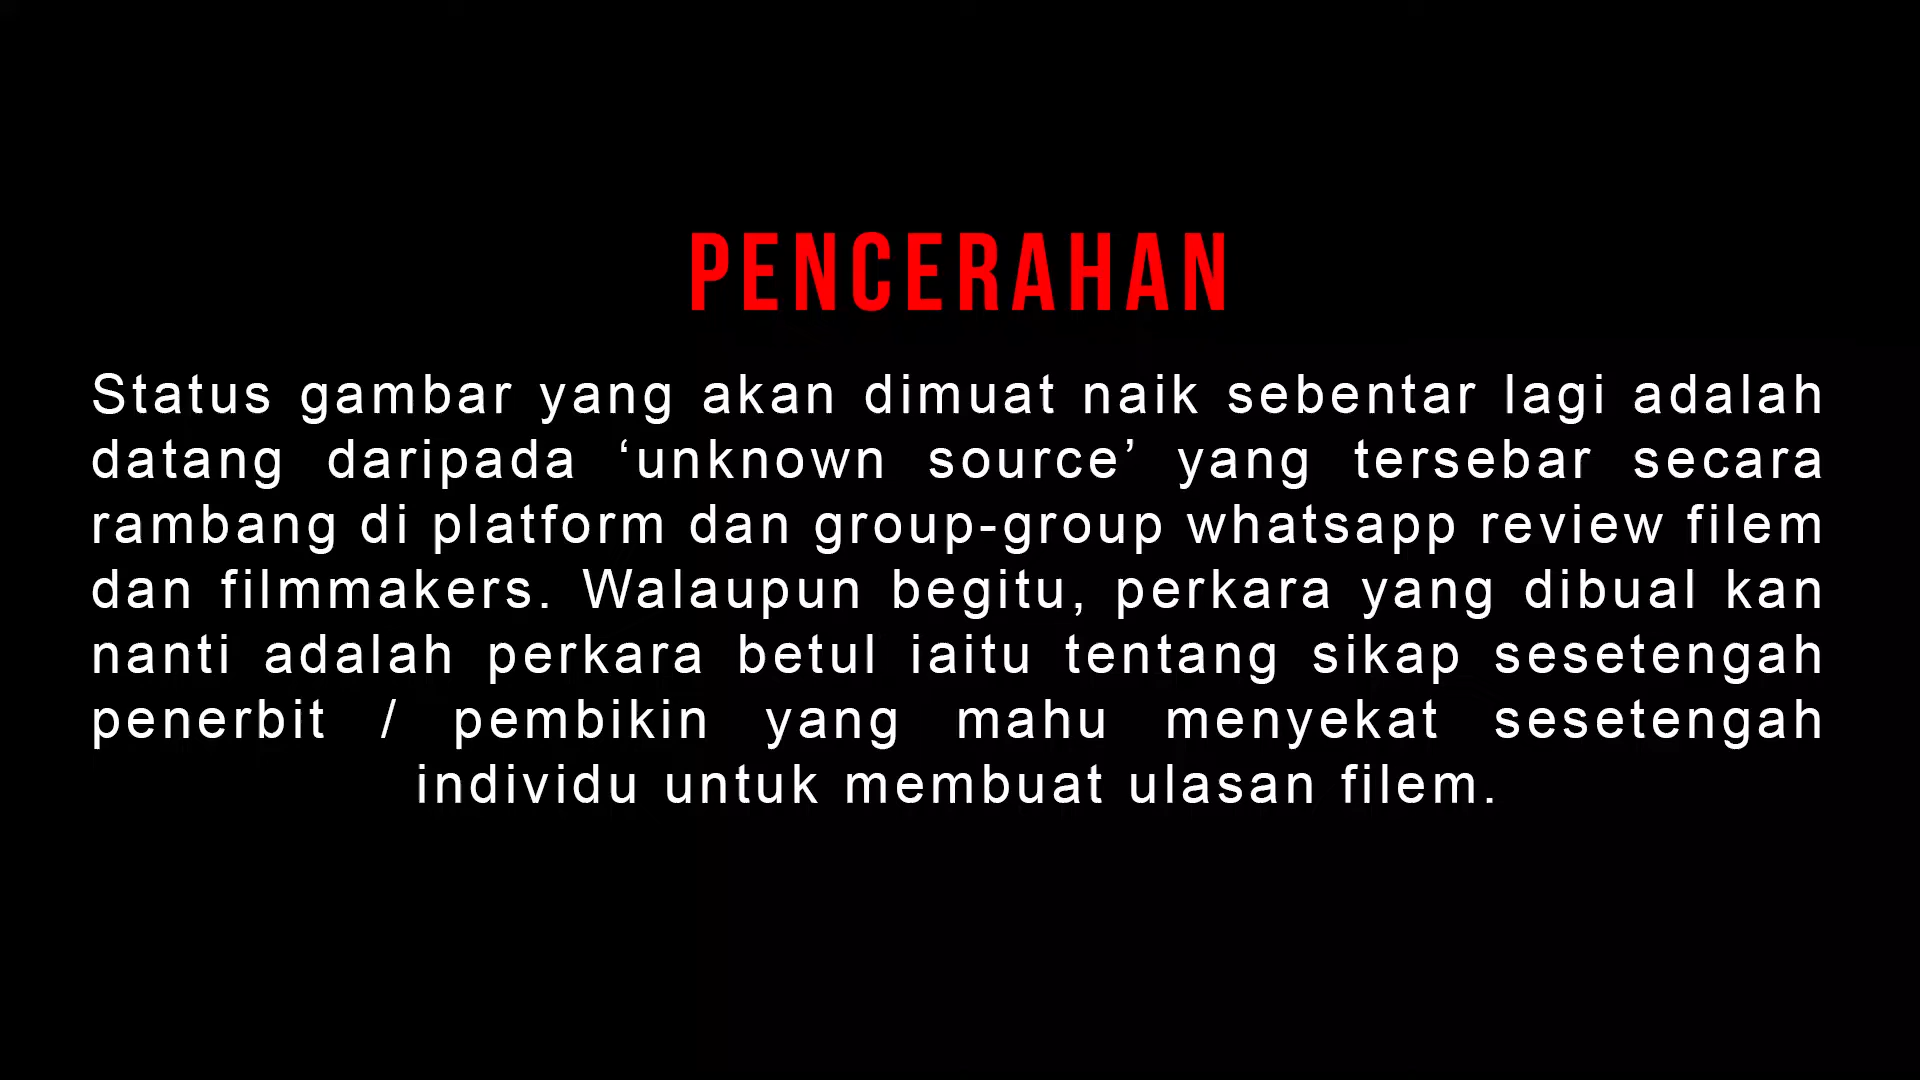 PENCERAHAN
Status gambar yang akan dimuat naik sebentar lagi adalah
datang daripada ‘unknown source’ yang tersebar secara
rambang di platform dan group-group whatsapp review filem
dan filmmakers. Walaupun begitu, perkara yang dibual kan
nanti adalah perkara betul iaitu tentang sikap sesetengah
penerbit / pembikin yang mahu menyekat sesetengah
individu untuk membuat ulasan filem.